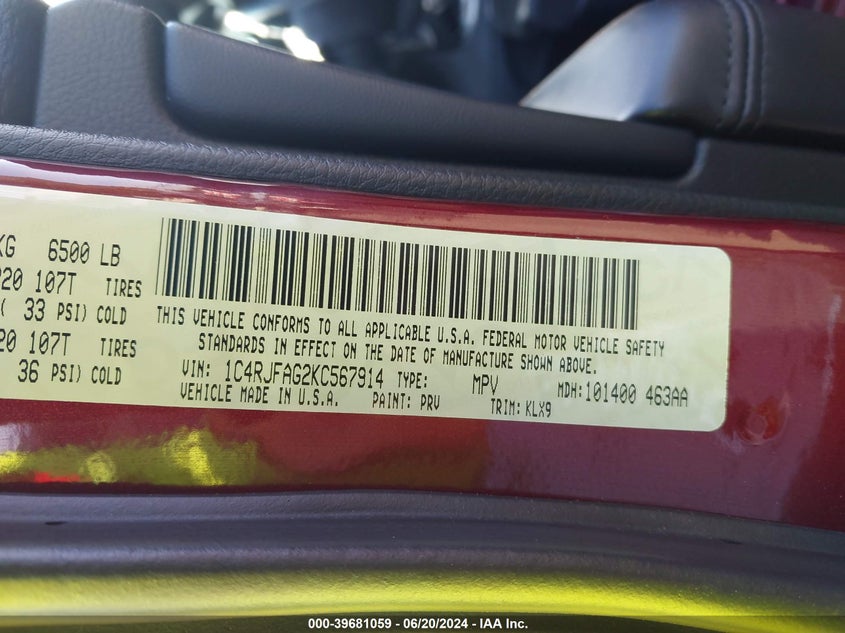 KG 6500 LB
20 107T TIRES
( 33 PSI) COLD
20 107T TIRES
36 PSI) COLD
THIS VEHICLE CONFORMS TO ALL APPLICABLE U.S.A. FEDERAL MOTOR VEHICLE SAFETY
STANDARDS IN EFFECT ON THE DATE OF MANUFACTURE SHOWN ABOVE.
VIN: 1C4RJFAG2KC567914 TYPE: MPV MDH:101400 463AA
VEHICLE MADE IN U.S.A. PAINT: PRV TRIM: KLX9
000-39681059 - 06/20/2024 - IAA Inc.